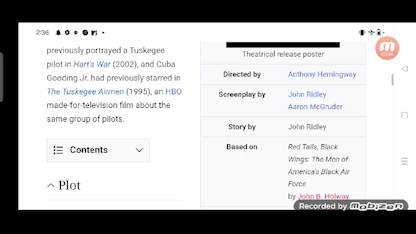 2:36
previously portrayed a Tuskegee
pilot in Hart's War (2002), and Cuba
Gooding Jr. had previously starred in
The Tuskegee Airmen (1995), an HBO
made-for-television film about the
same group of pilots.
Contents
Plot
Theatrical release poster
Directed by Anthony Hemingway
Screenplay by John Ridley
Aaron McGruder
Story by John Ridley
Based on Red Tails, Black
Wings: The Men of
America's Black Air
Force
by John B. Holway
Recorded by
Mobizen